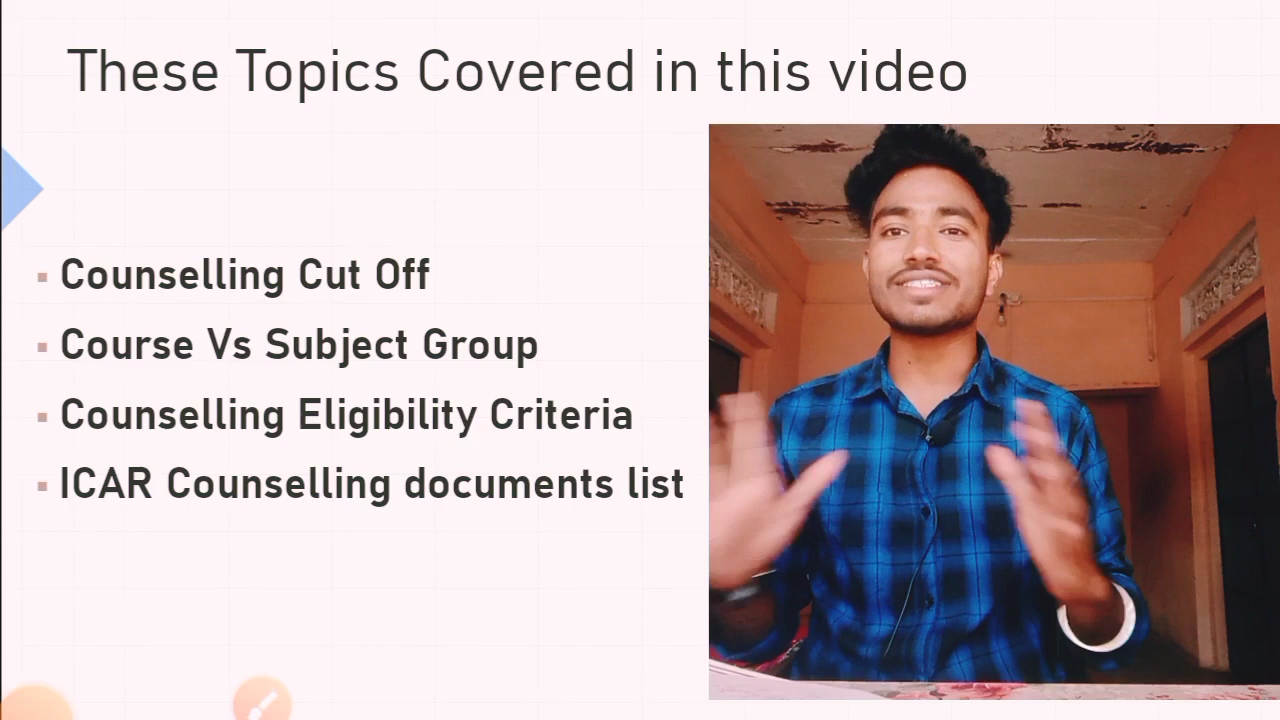 These Topics Covered in this video
Counselling Cut Off
Course Vs Subject Group
Counselling Eligibility Criteria
ICAR Counselling documents list